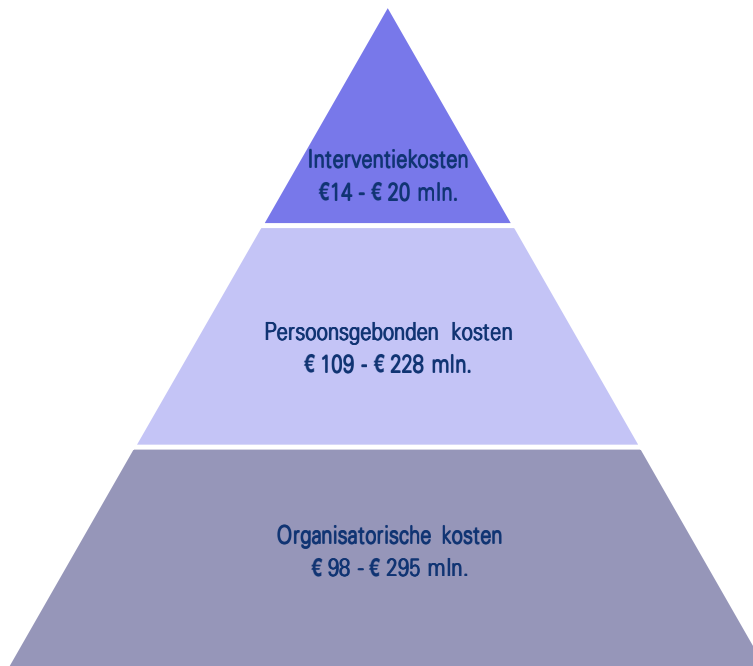 Interventiekosten
€14 - € 20 mln.
Persoonsgebonden kosten
€ 109 - € 228 mln.
Organisatorische kosten
€ 98 - € 295 mln.